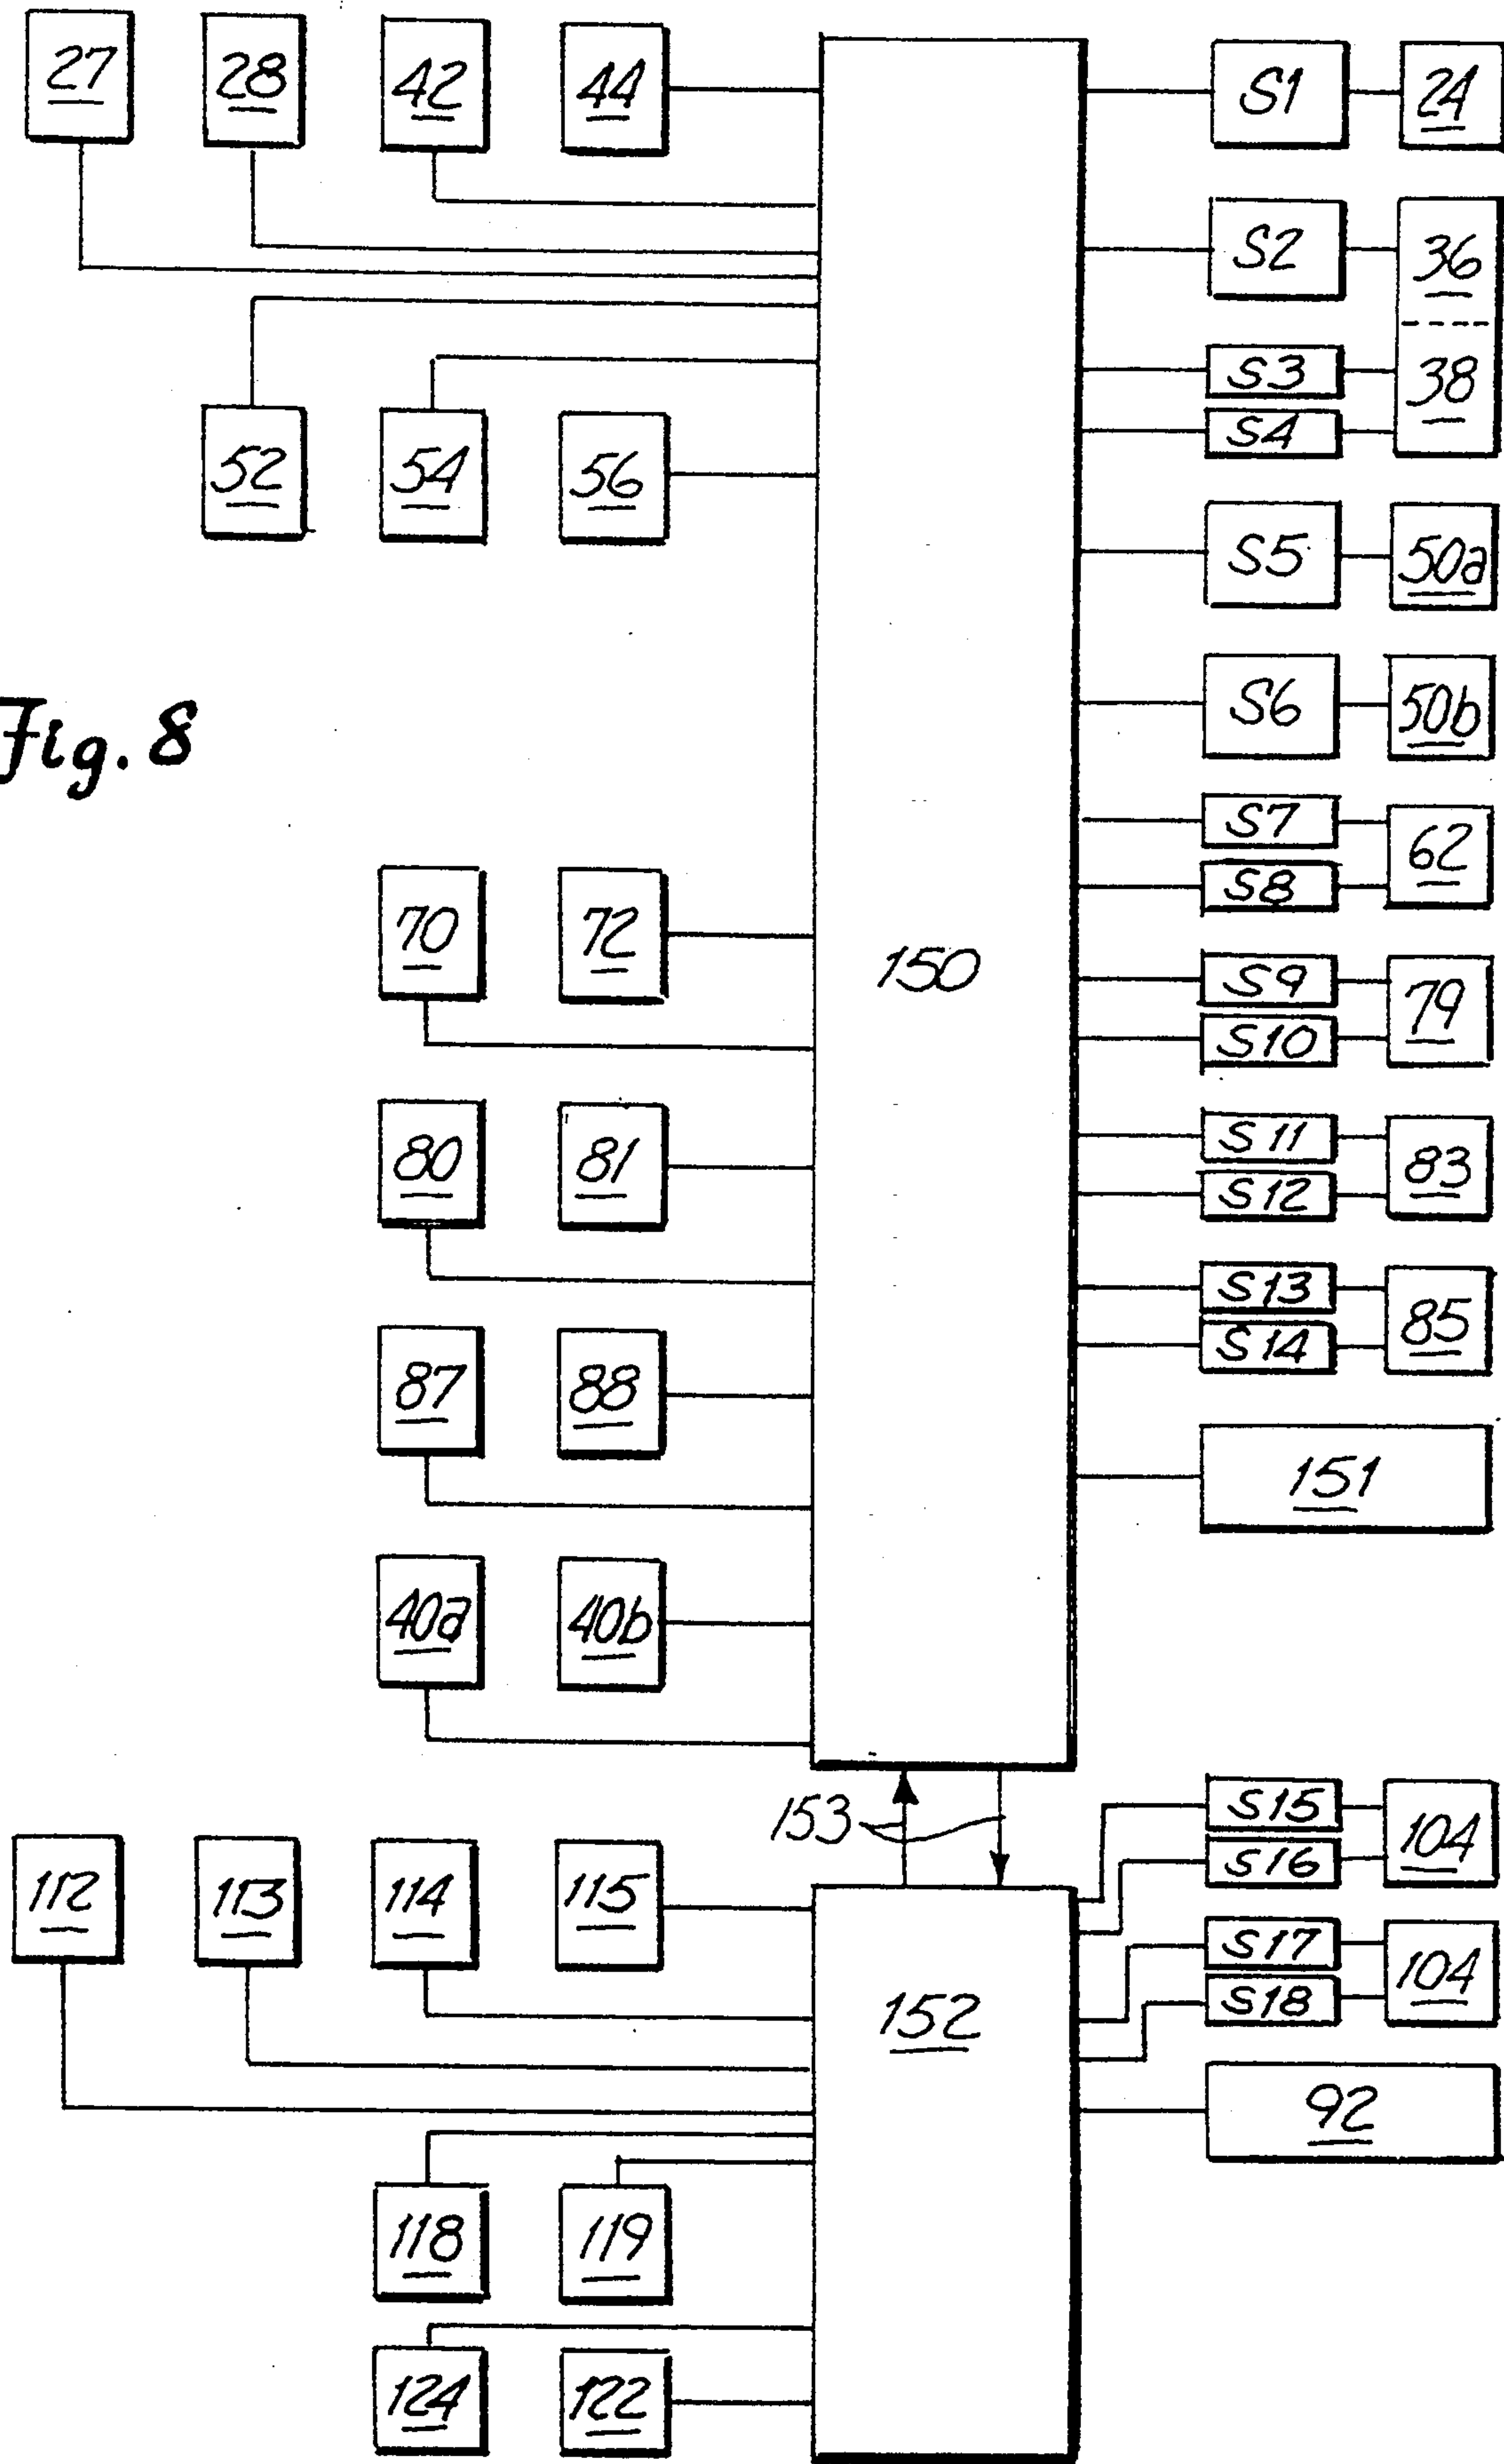 27 28 42 44 S1 24
S2 36
S3 38
S4
52 54 56
S5 50a
S6 50b
Fig. 8
S7 62
S8
70 72 150
S9 79
S10
80 81
S11 83
S12
87 88
S13 85
S14
151
40a 40b
153
S15 104
S16
112 113 114 115
S17 104
S18
152
92
118 119
124 122